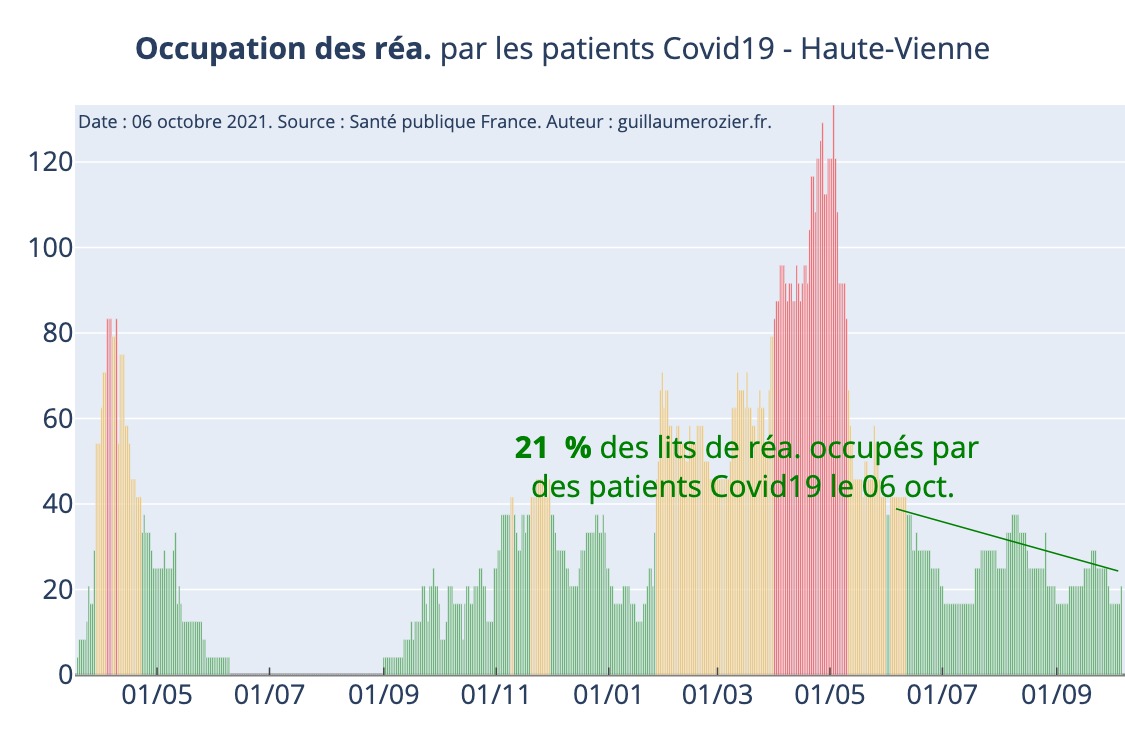 Occupation des réa. par les patients Covid19 - Haute-Vienne
Date : 06 octobre 2021. Source : Santé publique France. Auteur : guillaumerozier.fr.
120
100
80
60
40
20
0
21 % des lits de réa. occupés par
des patients Covid19 le 06 oct.
01/05 01/07 01/09 01/11 01/01 01/03 01/05 01/07 01/09